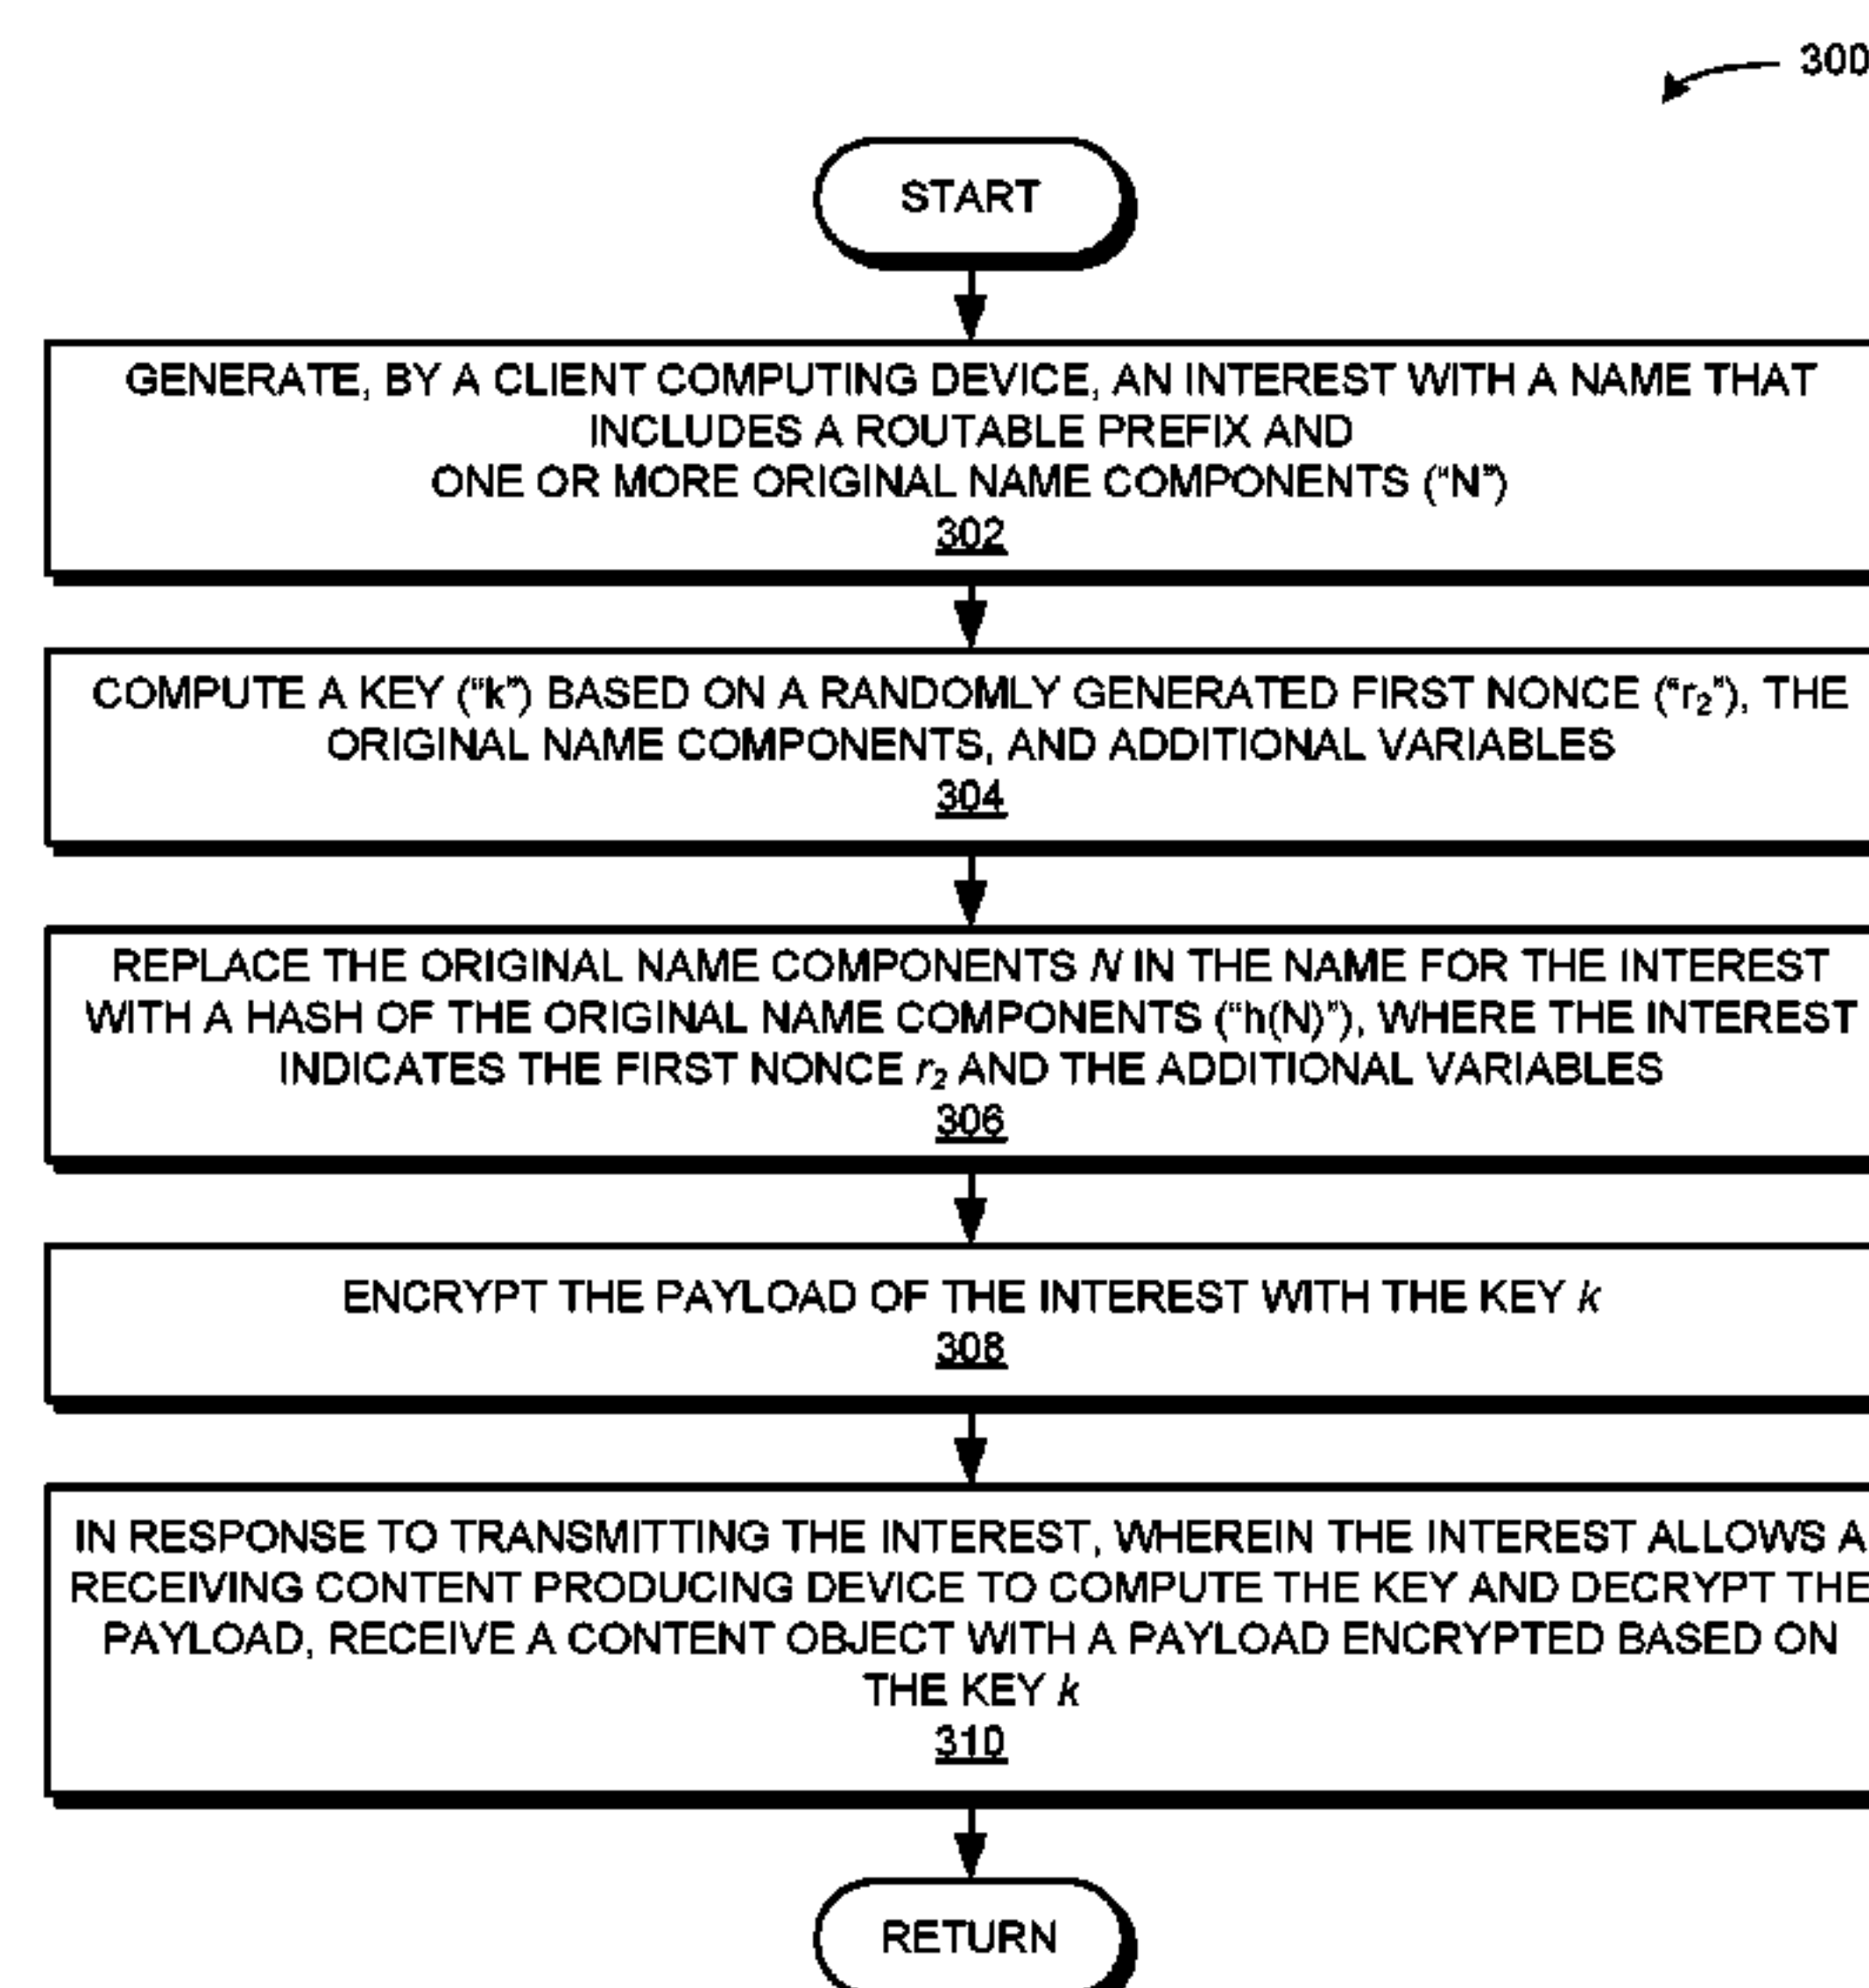 300
START
GENERATE, BY A CLIENT COMPUTING DEVICE, AN INTEREST WITH A NAME THAT
INCLUDES A ROUTABLE PREFIX AND
ONE OR MORE ORIGINAL NAME COMPONENTS (“N”)
302
COMPUTE A KEY (“k”) BASED ON A RANDOMLY GENERATED FIRST NONCE (“r₂”), THE
ORIGINAL NAME COMPONENTS, AND ADDITIONAL VARIABLES
304
REPLACE THE ORIGINAL NAME COMPONENTS N IN THE NAME FOR THE INTEREST
WITH A HASH OF THE ORIGINAL NAME COMPONENTS (“h(N)”), WHERE THE INTEREST
INDICATES THE FIRST NONCE r₂ AND THE ADDITIONAL VARIABLES
306
ENCRYPT THE PAYLOAD OF THE INTEREST WITH THE KEY k
308
IN RESPONSE TO TRANSMITTING THE INTEREST, WHEREIN THE INTEREST ALLOWS A
RECEIVING CONTENT PRODUCING DEVICE TO COMPUTE THE KEY AND DECRYPT THE
PAYLOAD, RECEIVE A CONTENT OBJECT WITH A PAYLOAD ENCRYPTED BASED ON
THE KEY k
310
RETURN